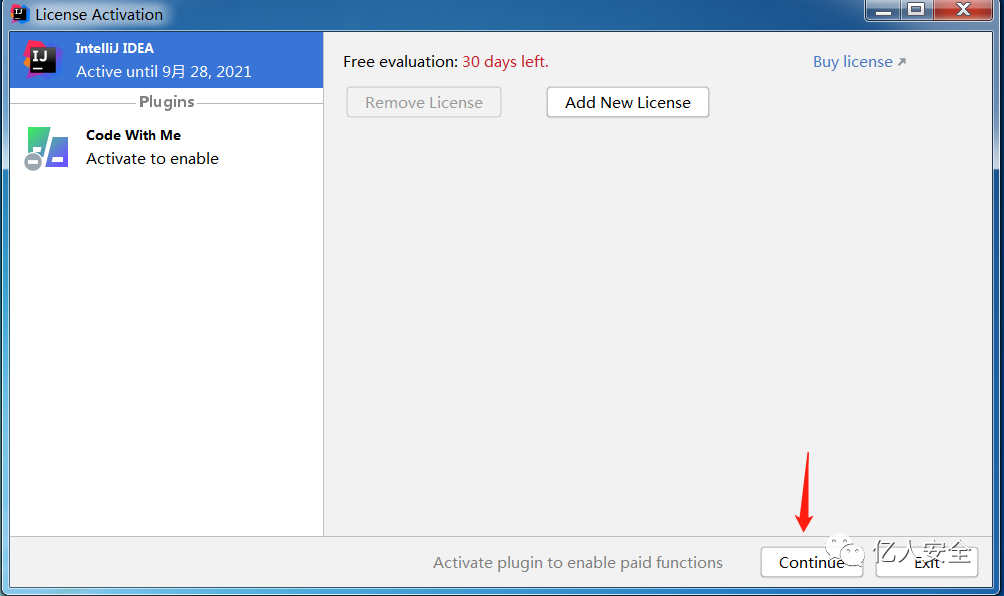 License Activation
IJ
IntelliJ IDEA
Active until 9月 28, 2021
Plugins
Code With Me
Activate to enable
Free evaluation: 30 days left.
Buy license
Remove License
Add New License
Activate plugin to enable paid functions
Continue
Exit
亿人安全